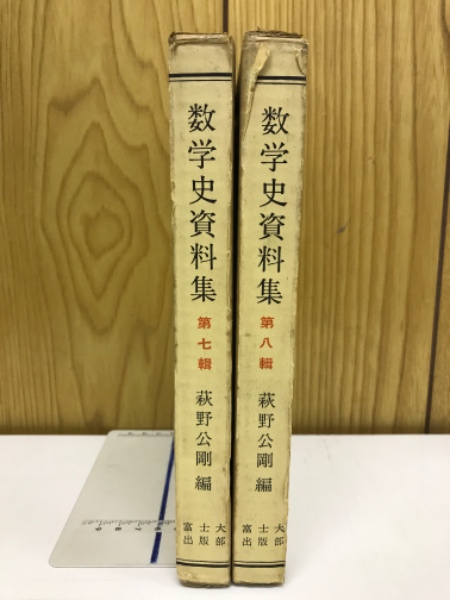 数学史資料集
第七輯
萩野公剛編
富士大
出版部
数学史資料集
第八輯
萩野公剛編
富士大
出版部